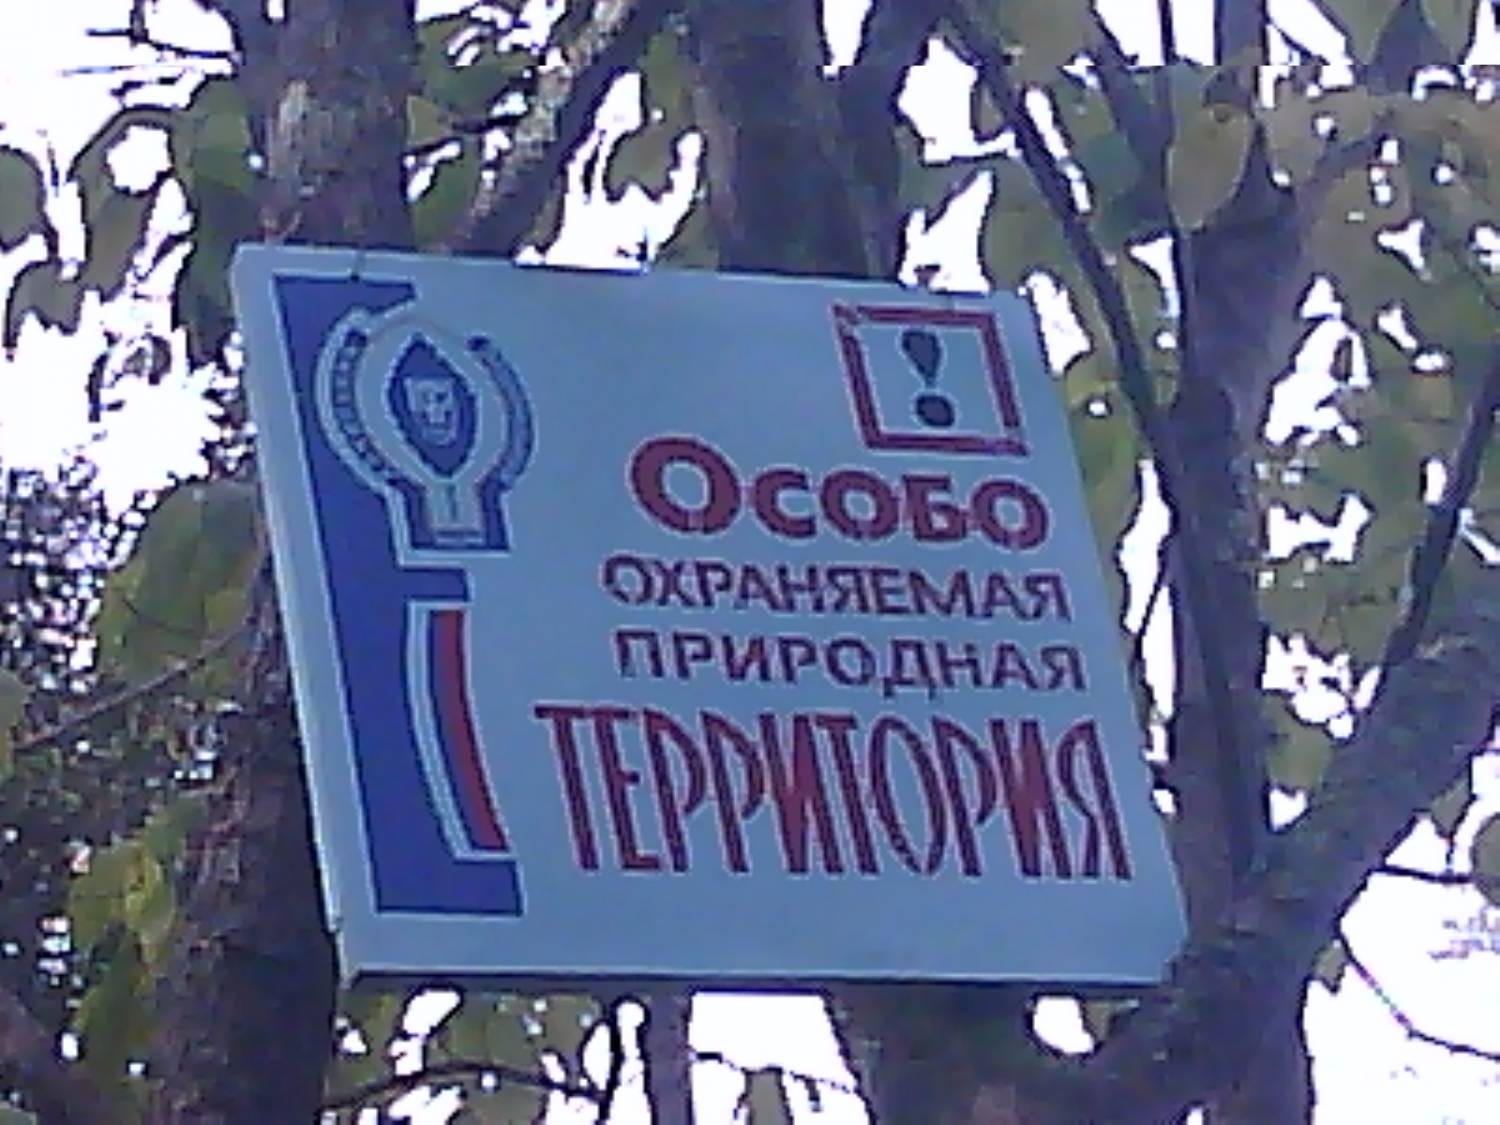 !
Особо
охраняемая
природная
территория